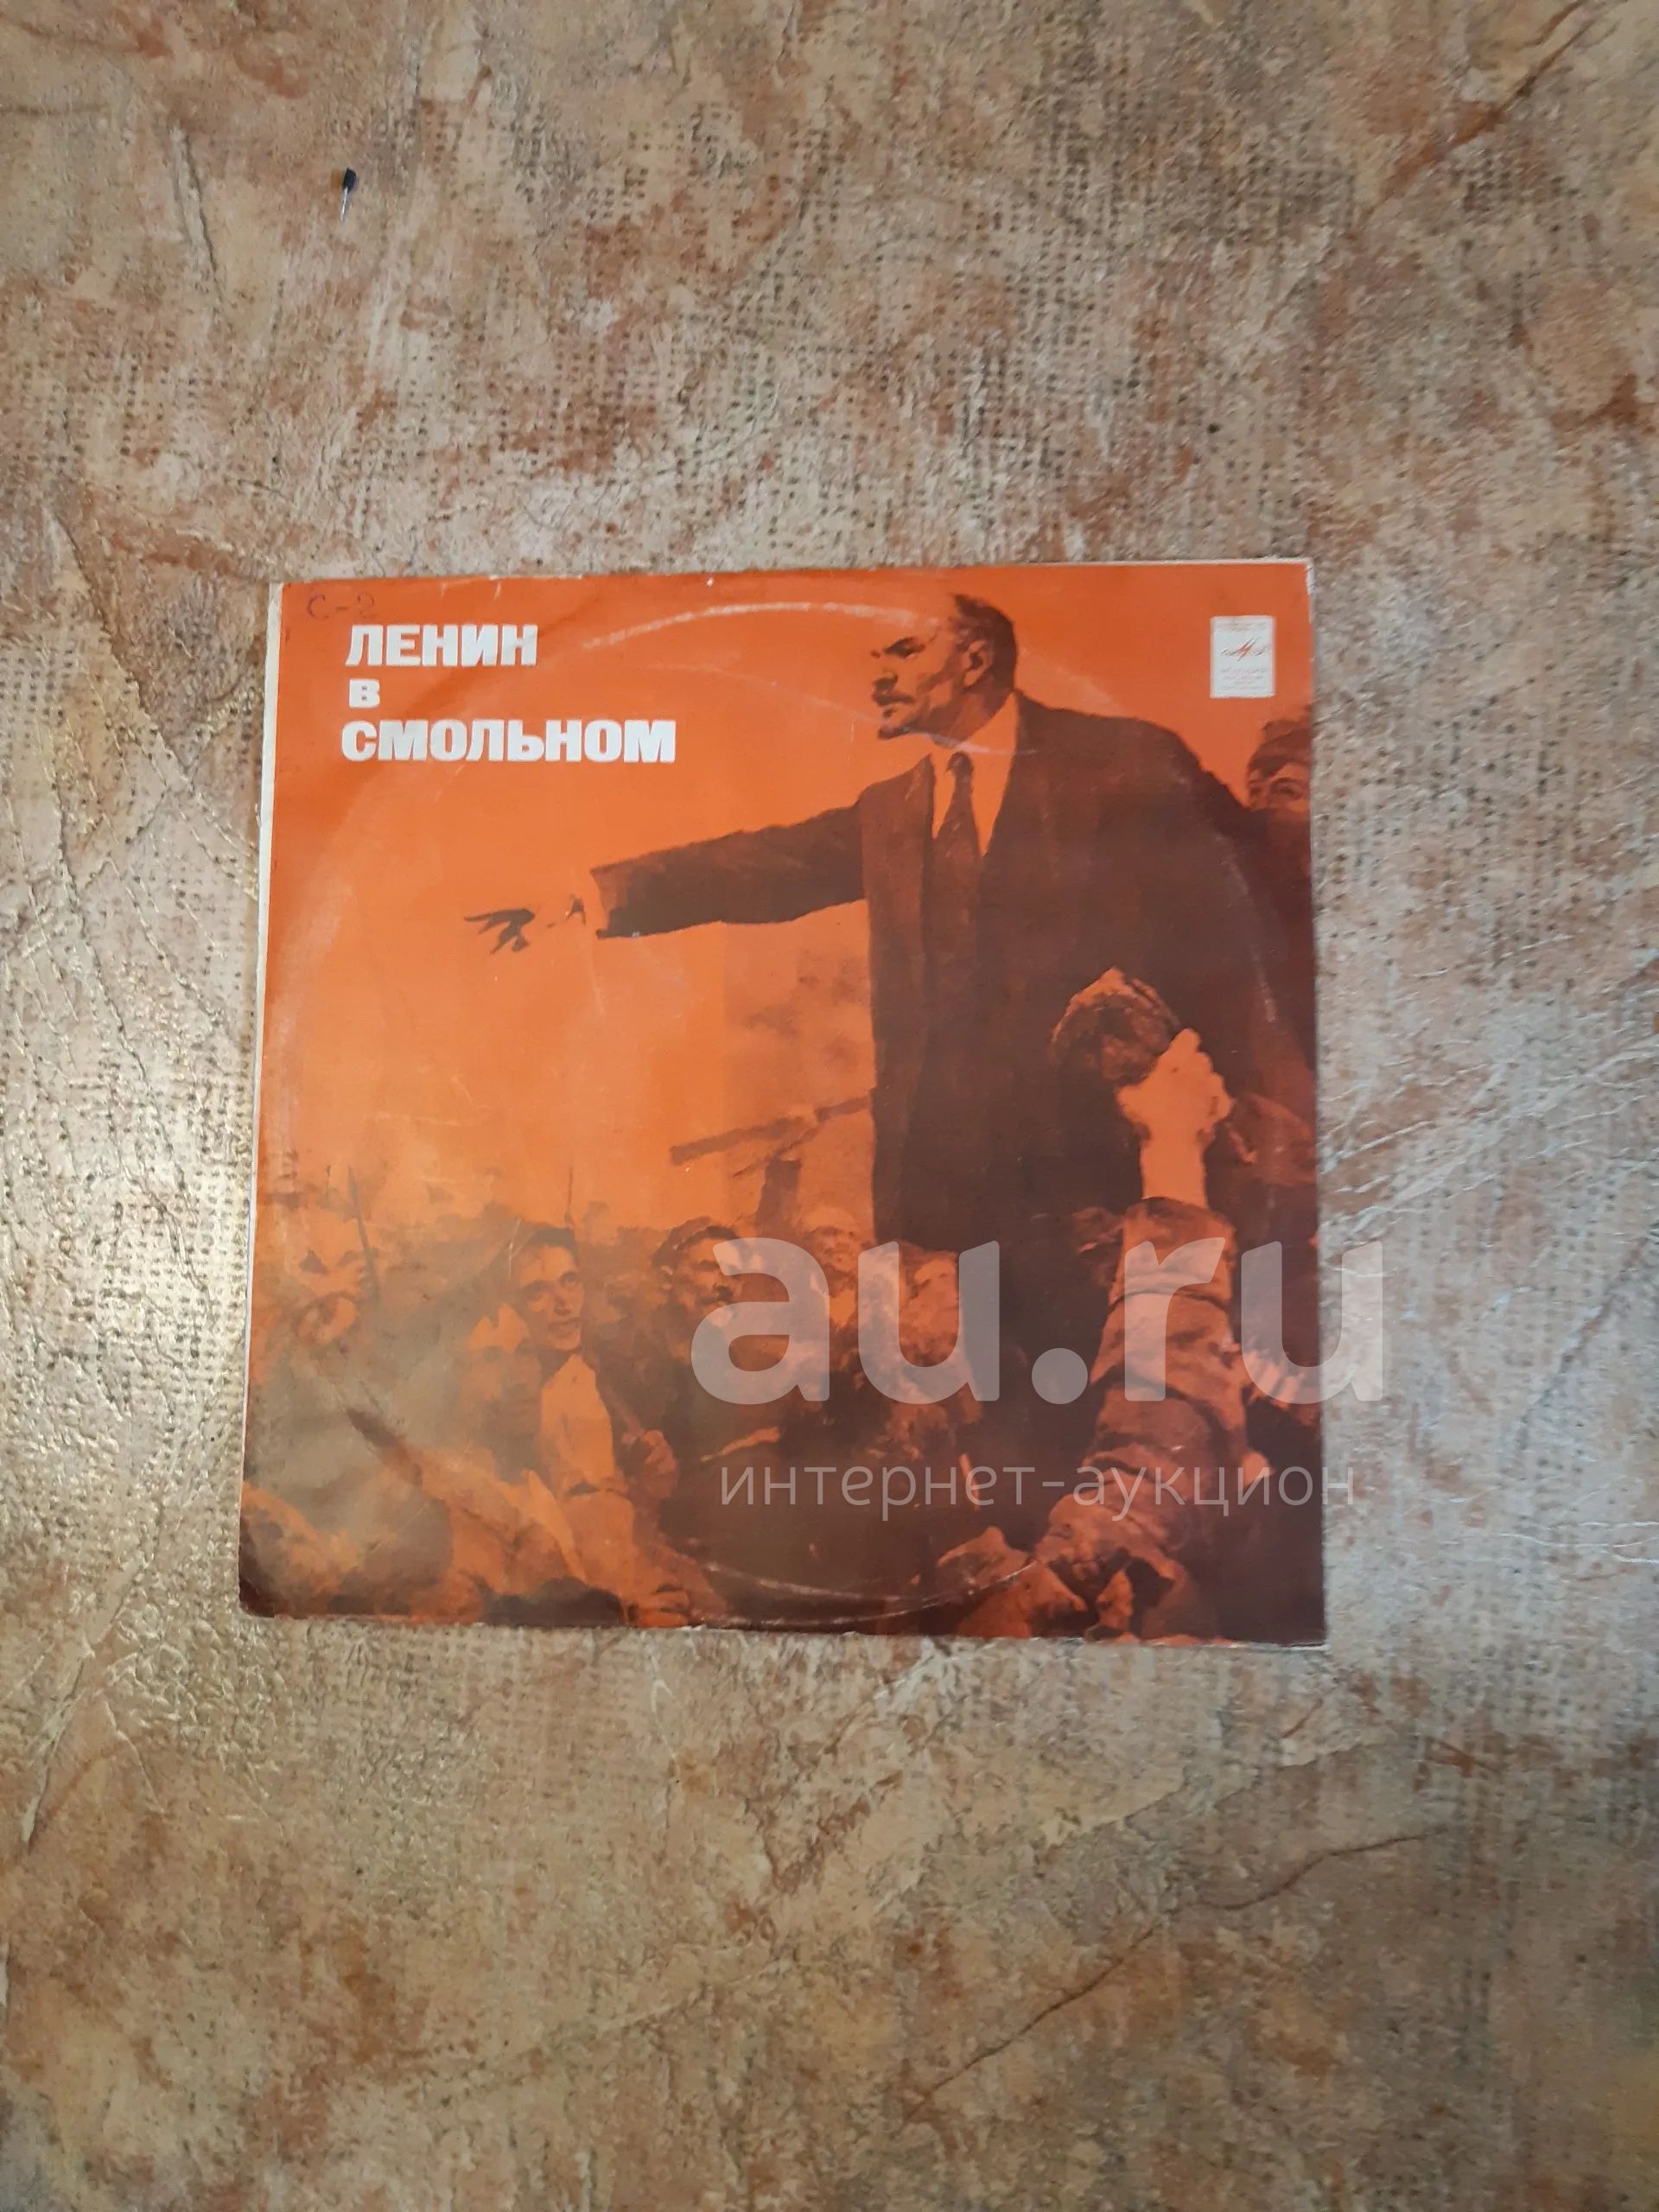 С-2
ЛЕНИН
В
СМОЛЬНОМ
au.ru
интернет-аукцион